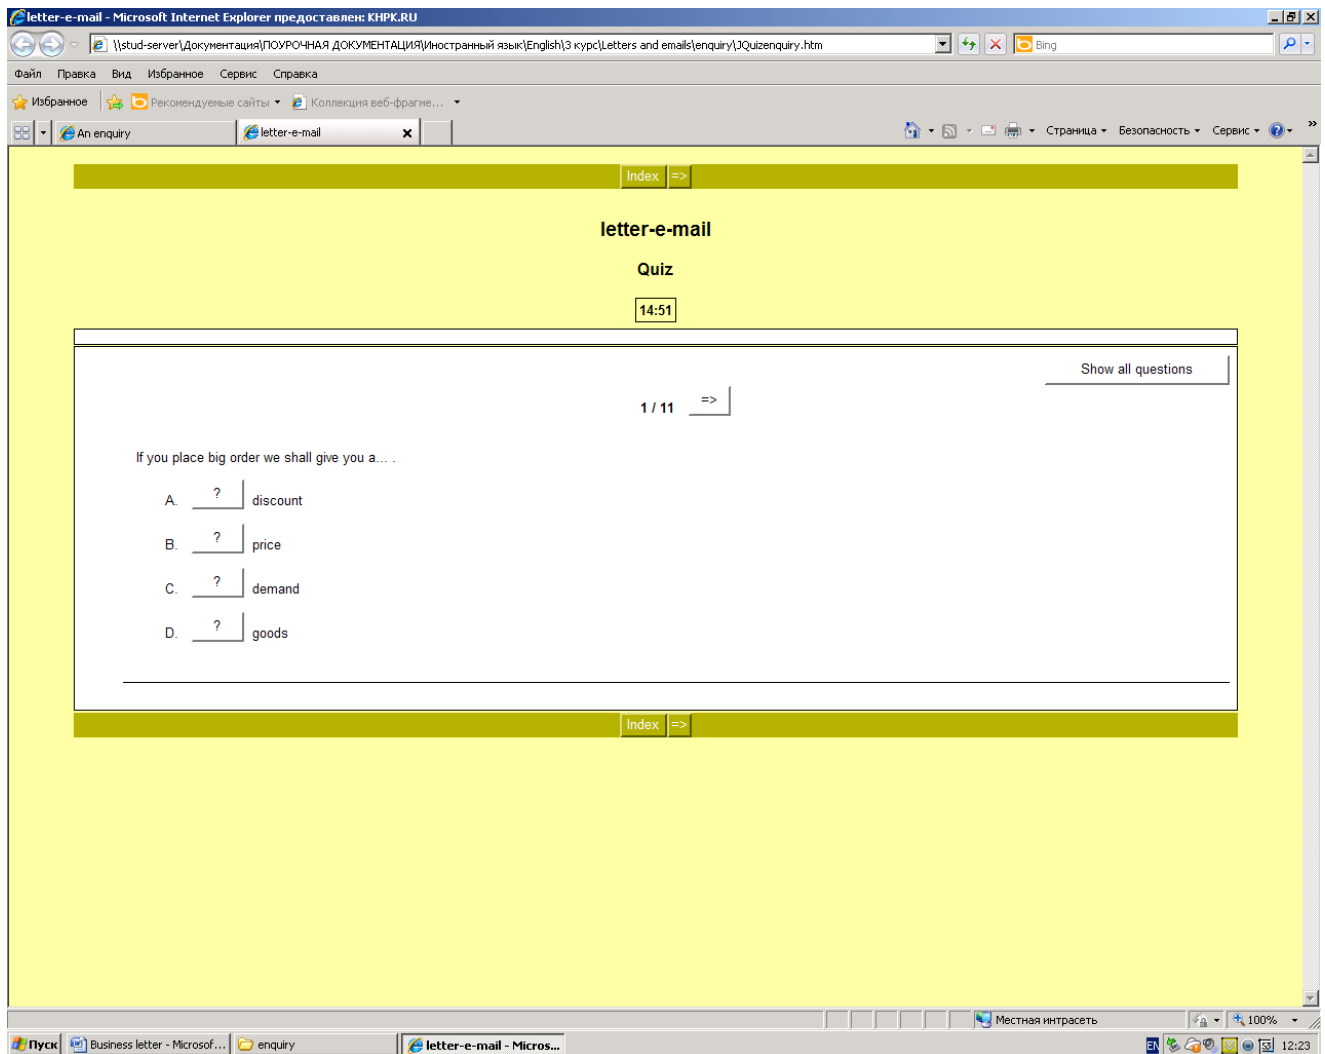 letter-e-mail - Microsoft Internet Explorer предоставлен: KHPK.RU
\\stud-server\Документация\ПОУРОЧНАЯ ДОКУМЕНТАЦИЯ\Иностранный язык\English\3 курс\Letters and emails\enquiry\JQuizenquiry.htm
Bing
Файл Правка Вид Избранное Сервис Справка
Избранное Рекомендуемые сайты Коллекция веб-фрагме...
An enquiry letter-e-mail Страница Безопасность Сервис »
Index =>
letter-e-mail
Quiz
14:51
Show all questions
1 / 11 =>
If you place big order we shall give you a... .
A. ? discount
B. ? price
C. ? demand
D. ? goods
Index =>
Местная интрасеть 100%
Пуск Business letter - Microsof... enquiry letter-e-mail - Micros... EN 12:23